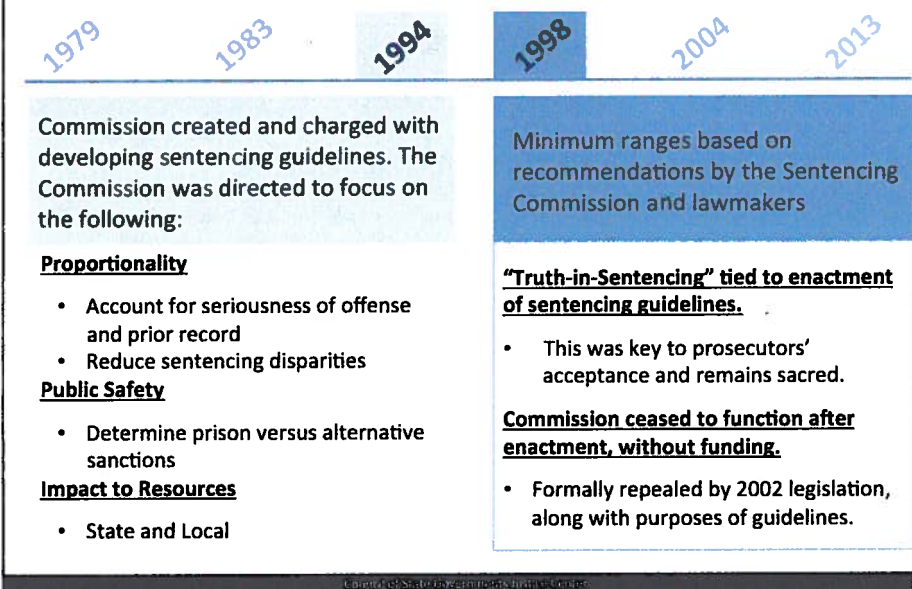 1979 1983 1994 1998 2004 2013
Commission created and charged with
developing sentencing guidelines. The
Commission was directed to focus on
the following:
Proportionality
• Account for seriousness of offense
and prior record
• Reduce sentencing disparities
Public Safety
• Determine prison versus alternative
sanctions
Impact to Resources
• State and Local
Minimum ranges based on
recommendations by the Sentencing
Commission and lawmakers
"Truth-in-Sentencing" tied to enactment
of sentencing guidelines.
• This was key to prosecutors'
acceptance and remains sacred.
Commission ceased to function after
enactment, without funding.
• Formally repealed by 2002 legislation,
along with purposes of guidelines.